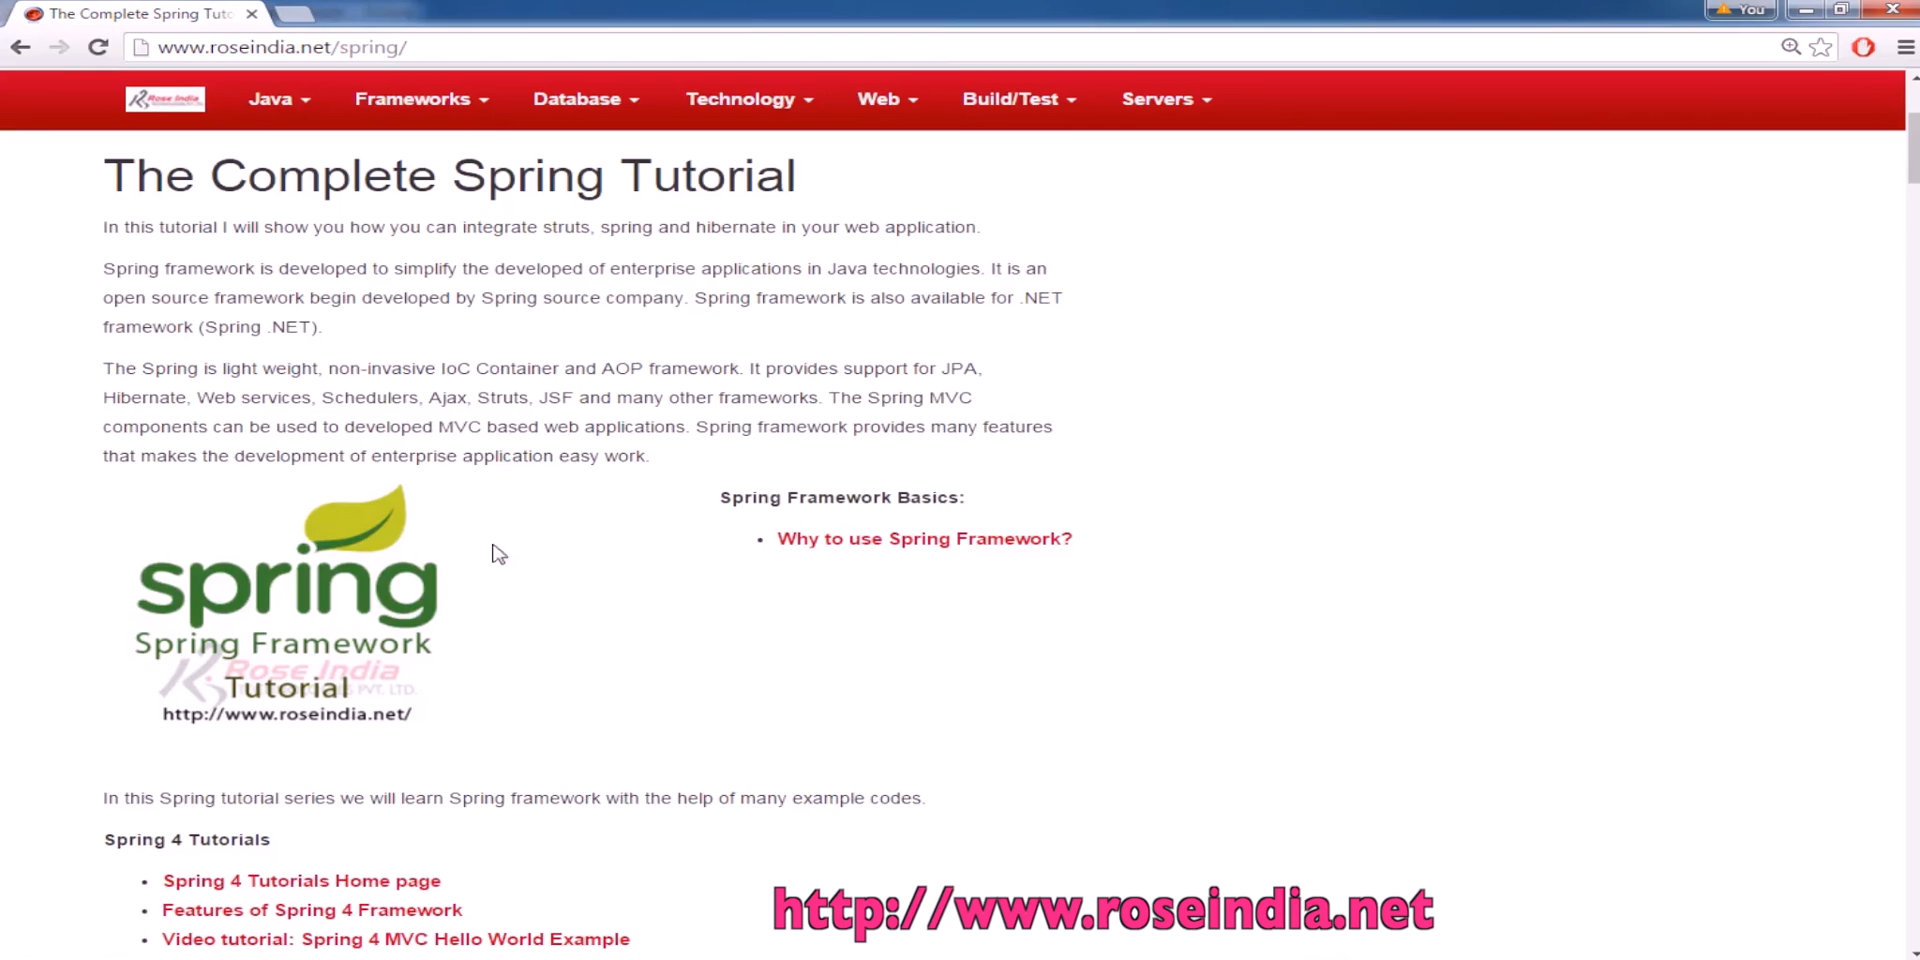 The Complete Spring Tuto
You
www.roseindia.net/spring/
Rose India
Java
Frameworks
Database
Technology
Web
Build/Test
Servers
The Complete Spring Tutorial
In this tutorial I will show you how you can integrate struts, spring and hibernate in your web application.
Spring framework is developed to simplify the developed of enterprise applications in Java technologies. It is an
open source framework begin developed by Spring source company. Spring framework is also available for .NET
framework (Spring .NET).
The Spring is light weight, non-invasive IoC Container and AOP framework. It provides support for JPA,
Hibernate, Web services, Schedulers, Ajax, Struts, JSF and many other frameworks. The Spring MVC
components can be used to developed MVC based web applications. Spring framework provides many features
that makes the development of enterprise application easy work.
Spring Framework Basics:
• Why to use Spring Framework?
spring
Spring Framework
Rose India
Tutorial
PVT. LTD.
http://www.roseindia.net/
In this Spring tutorial series we will learn Spring framework with the help of many example codes.
Spring 4 Tutorials
• Spring 4 Tutorials Home page
• Features of Spring 4 Framework
• Video tutorial: Spring 4 MVC Hello World Example
http://www.roseindia.net